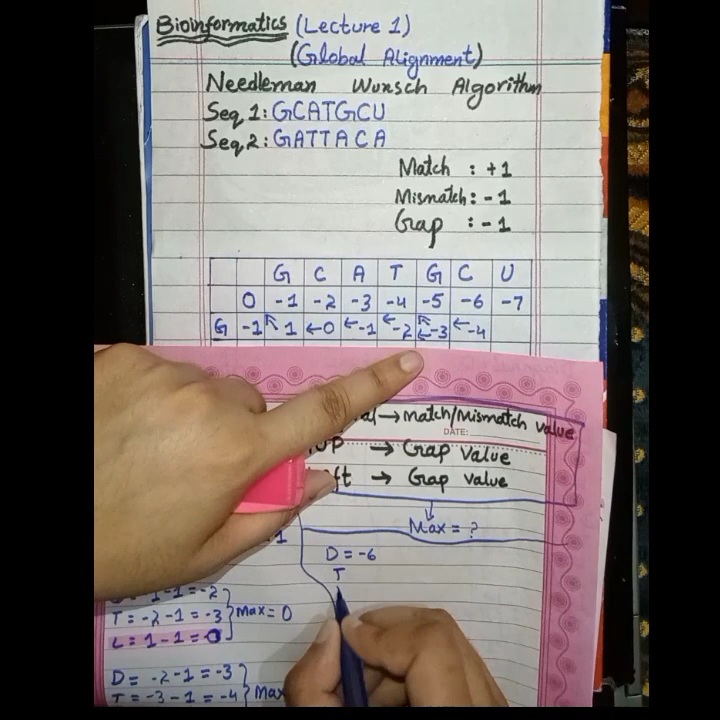 Bioinformatics (Lecture 1)
(Global Alignment)
Needleman Wunsch Algorithm
Seq 1: GCATGCU
Seq 2: GATTACA
Match : +1
Mismatch : -1
Gap : -1
G C A T G C U
0 -1 -2 -3 -4 -5 -6 -7
G -1 ↖ 1 ← 0 ← -1 ← -2 ↖ ← -3 ← -4
→ Match/Mismatch value
DATE:
→ Gap value
→ Gap value
↓
Max = ?
D = -6
T
T = -2 -1 = -3 } Max = 0
L = 1 - 1 = 0
D = -2 -1 = -3
T = -3 -1 = -4 } Max